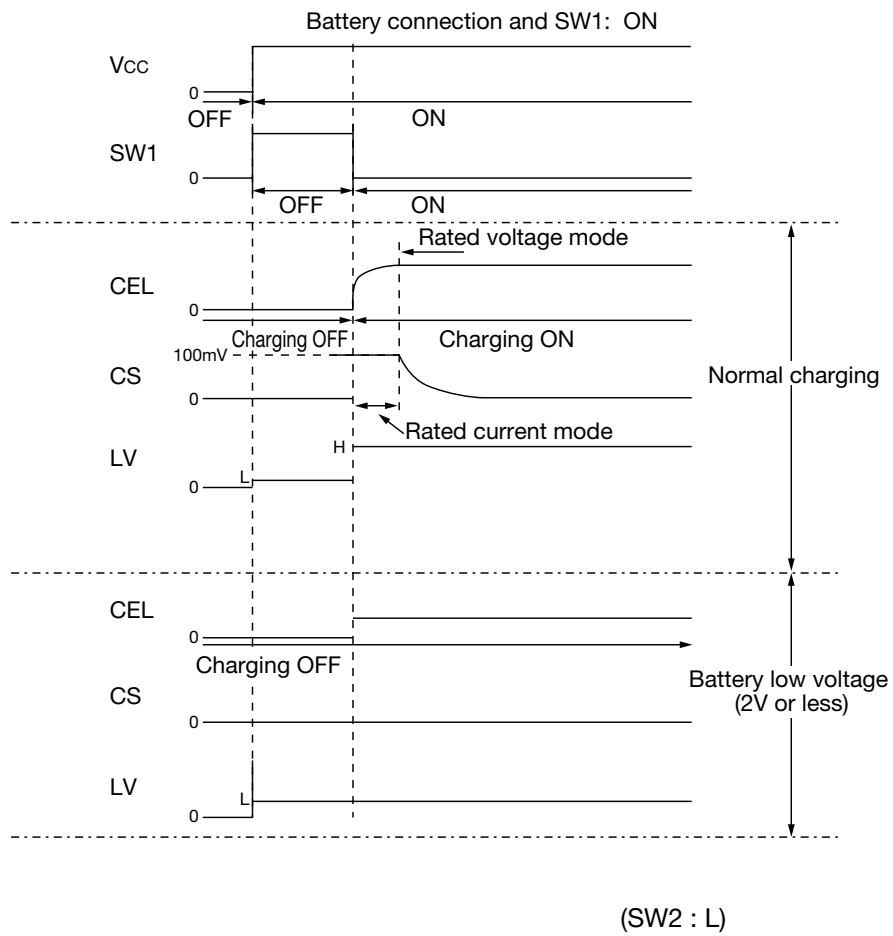 Battery connection and SW1: ON
VCC
0
OFF
ON
SW1
0
OFF
ON
Rated voltage mode
CEL
0
Charging OFF
Charging ON
100mV
CS
0
Normal charging
Rated current mode
H
LV
L
0
CEL
0
Charging OFF
Battery low voltage
(2V or less)
CS
0
LV
L
0
(SW2 : L)